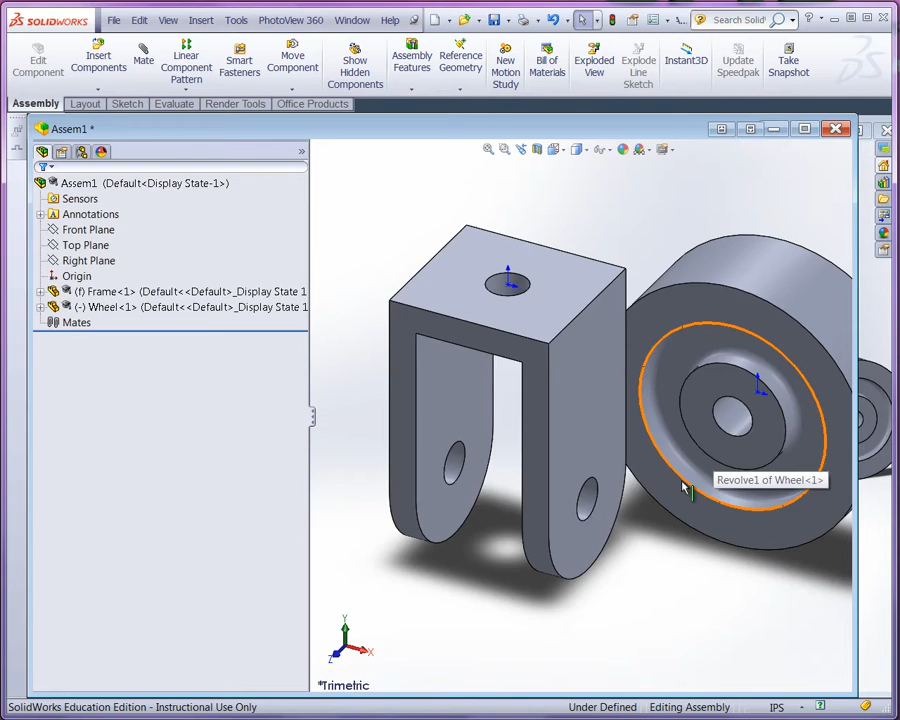 SOLIDWORKS File Edit View Insert Tools PhotoView 360 Window Help Search Solid
Edit Component
Insert Components
Mate
Linear Component Pattern
Smart Fasteners
Move Component
Show Hidden Components
Assembly Features
Reference Geometry
New Motion Study
Bill of Materials
Exploded View
Explode Line Sketch
Instant3D
Update Speedpak
Take Snapshot
Assembly Layout Sketch Evaluate Render Tools Office Products
Assem1 *
Assem1 (Default<Display State-1>)
Sensors
Annotations
Front Plane
Top Plane
Right Plane
Origin
(f) Frame<1> (Default<<Default>_Display State 1
(-) Wheel<1> (Default<<Default>_Display State 1
Mates
Revolve1 of Wheel<1>
Y
X
Z
*Trimetric
SolidWorks Education Edition - Instructional Use Only Under Defined Editing Assembly IPS